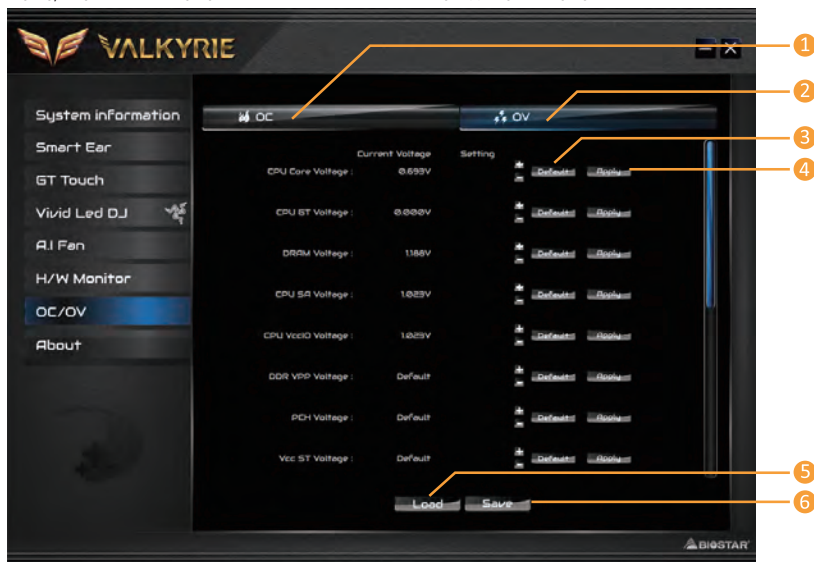 VALKYRIE
1
2
3
4
5
6
System information
Smart Ear
GT Touch
Vivid Led DJ
A.I Fan
H/W Monitor
OC/OV
About
OC
OV
Current Voltage Setting
CPU Core Voltage : 0.693V Default Apply
CPU GT Voltage : 0.000V Default Apply
DRAM Voltage : 1.188V Default Apply
CPU SA Voltage : 1.023V Default Apply
CPU VccIO Voltage : 1.023V Default Apply
DDR VPP Voltage : Default Default Apply
PCH Voltage : Default Default Apply
Vcc ST Voltage : Default Default Apply
Load Save
BIOSTAR